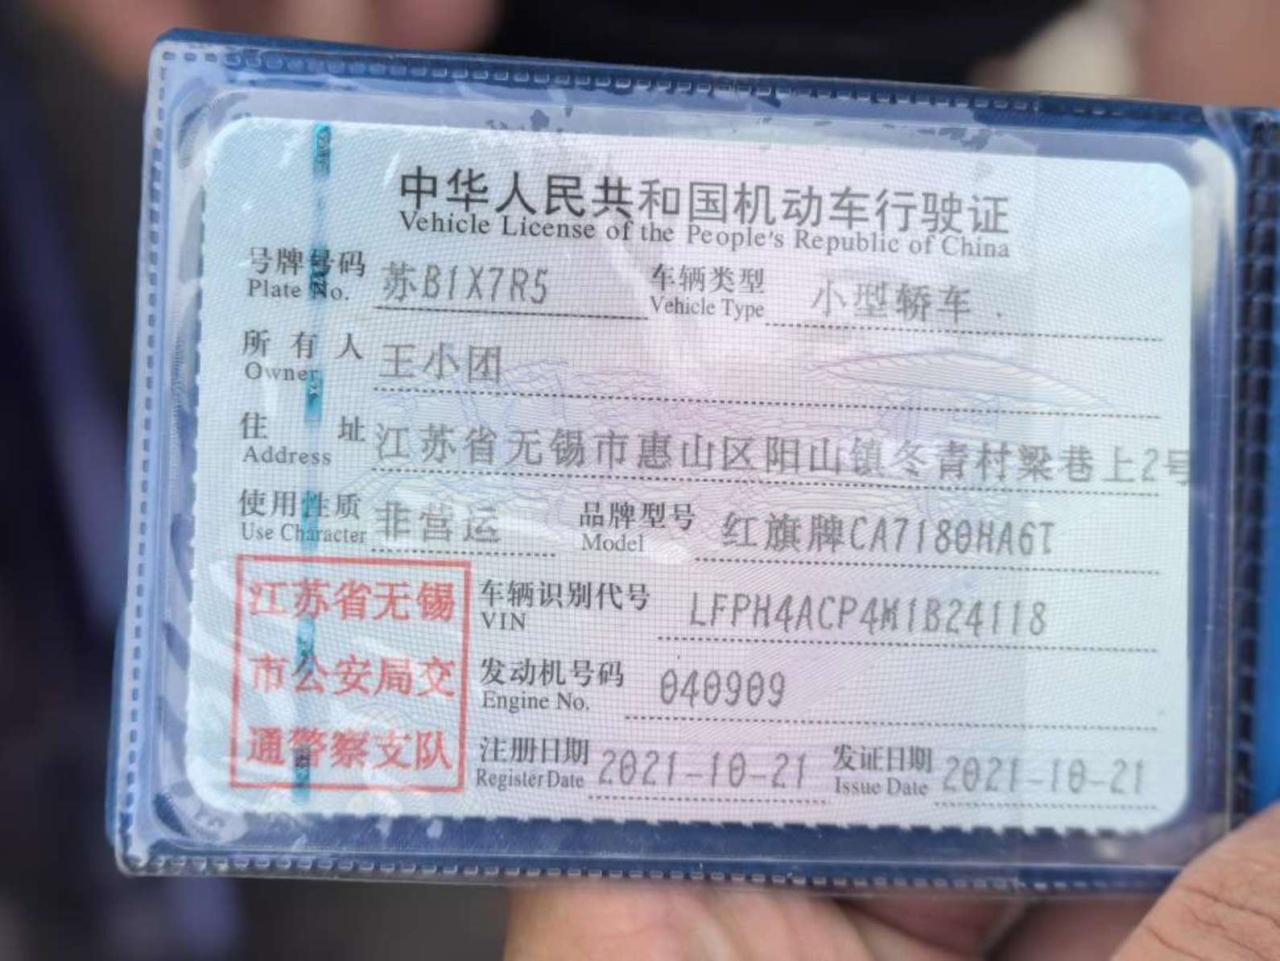 中华人民共和国机动车行驶证
Vehicle License of the People's Republic of China
号牌号码 苏B1X7R5 车辆类型 小型轿车
Plate No. Vehicle Type
所有人 王小团
Owner
住址 江苏省无锡市惠山区阳山镇冬青村梁巷上2号
Address
使用性质 非营运 品牌型号 红旗牌CA7180HA6T
Use Character Model
江苏省无锡
市公安局交
通警察支队
车辆识别代号 LFPH4ACP4M1B24118
VIN
发动机号码 040909
Engine No.
注册日期 2021-10-21 发证日期 2021-10-21
Register Date Issue Date